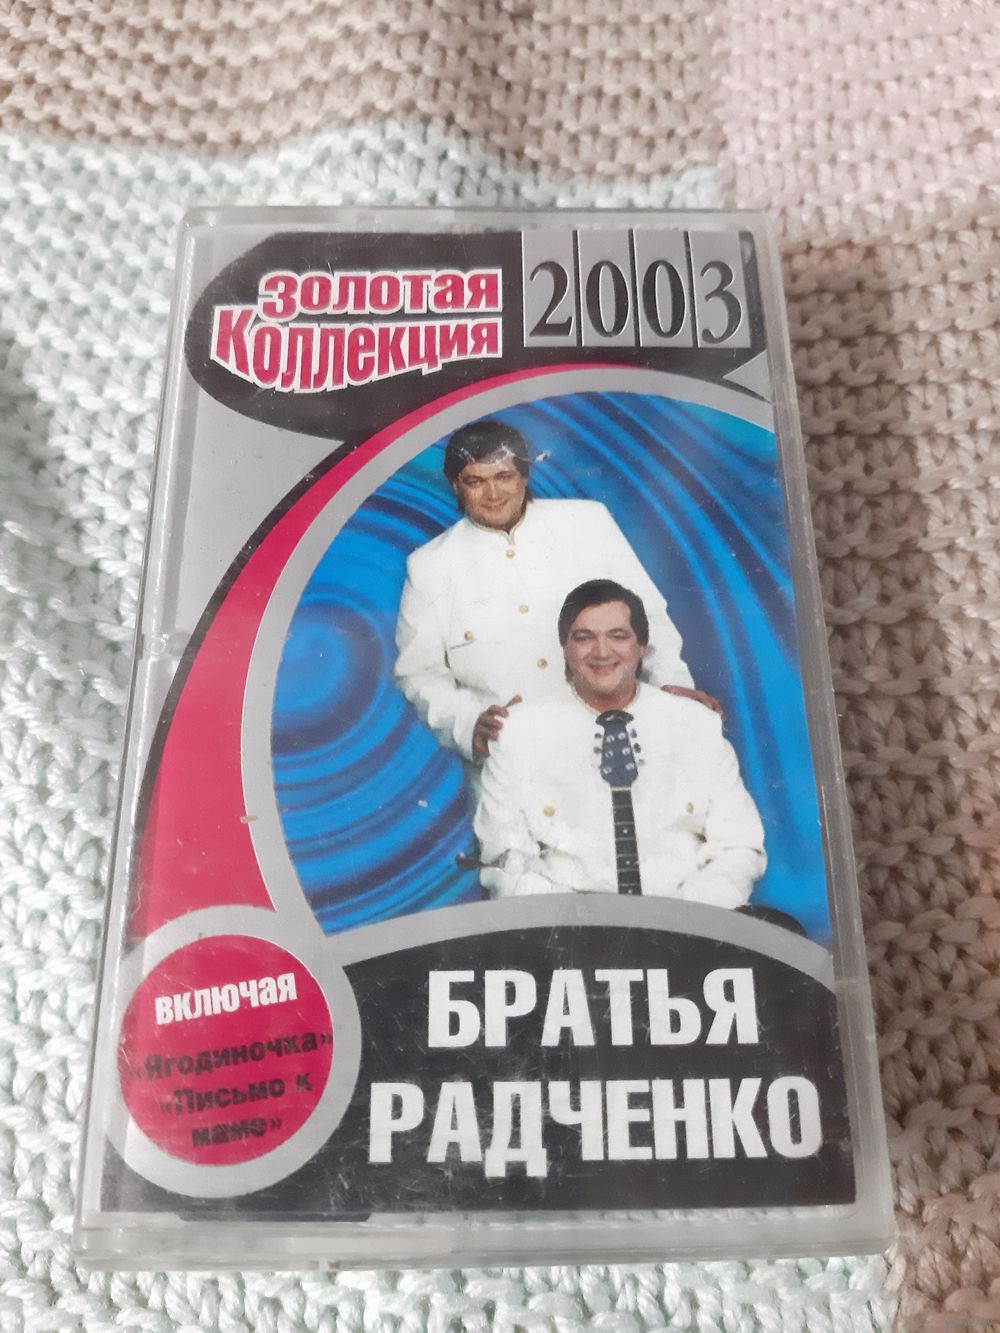 золотая
Коллекция
2003
включая
«Ягодиночка»
«Письмо к
маме»
БРАТЬЯ
РАДЧЕНКО